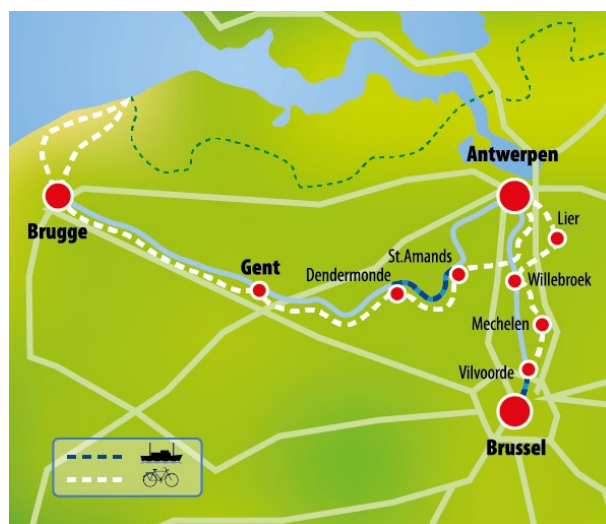 Antwerpen
Brugge
Lier
St.Amands
Gent
Dendermonde
Willebroek
Mechelen
Vilvoorde
Brussel